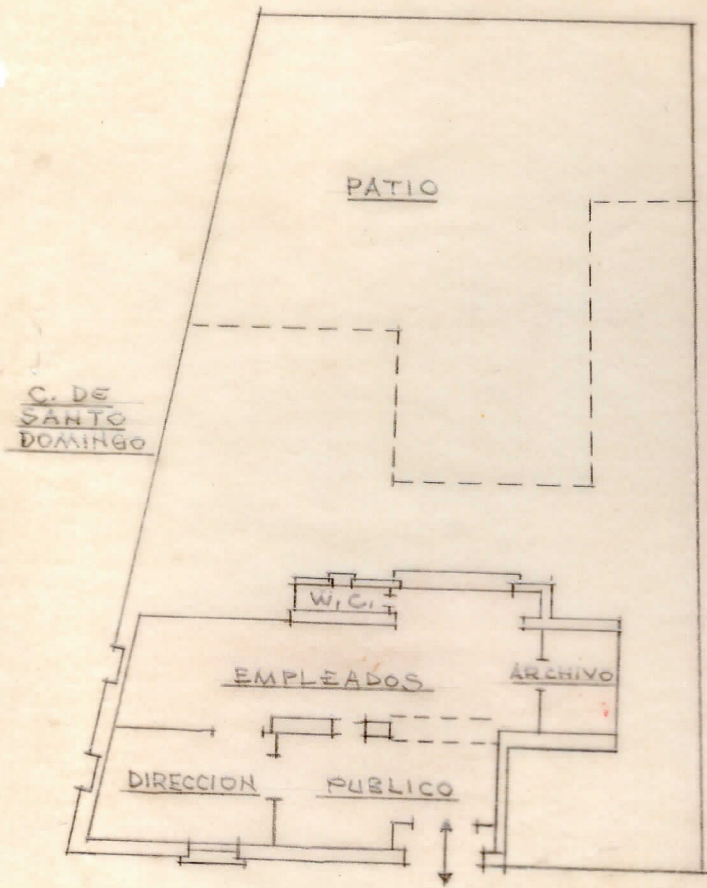 PATIO
C. DE
SANTO
DOMINGO
W.C.
EMPLEADOS
ARCHIVO
DIRECCION
PUBLICO